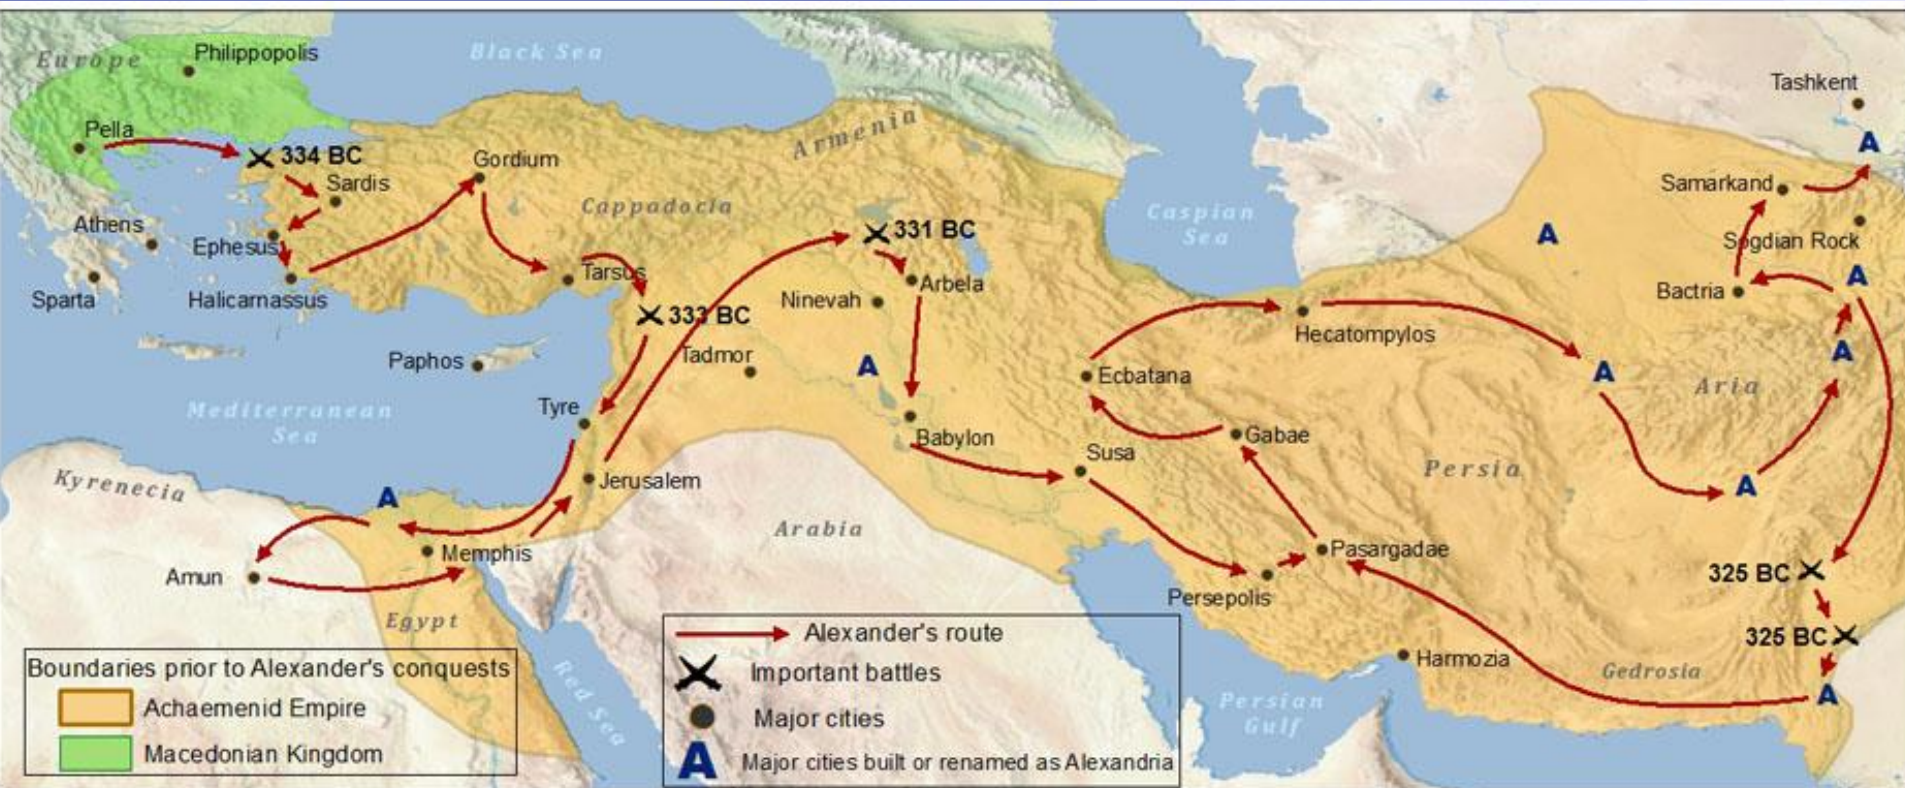 Europe
Philippopolis
Black Sea
Tashkent
A
Pella
334 BC
Gordium
Armenia
Sardis
Samarkand
Cappadocia
Caspian
Sea
Athens
Ephesus
331 BC
A
Sogdian Rock
Tarsus
Arbela
A
Sparta
Halicarnassus
Ninevah
Bactria
333 BC
Hecatompylos
Tadmor
A
Paphos
A
Ecbatana
A
Aria
Mediterranean
Sea
Tyre
Babylon
Gabae
Susa
Persia
Kyrenecia
Jerusalem
A
A
Arabia
Memphis
Pasargadae
Amun
325 BC
Persepolis
Egypt
325 BC
Harmozia
Gedrosia
A
Red Sea
Persian
Gulf
Boundaries prior to Alexander's conquests
Achaemenid Empire
Macedonian Kingdom
Alexander's route
Important battles
Major cities
A Major cities built or renamed as Alexandria